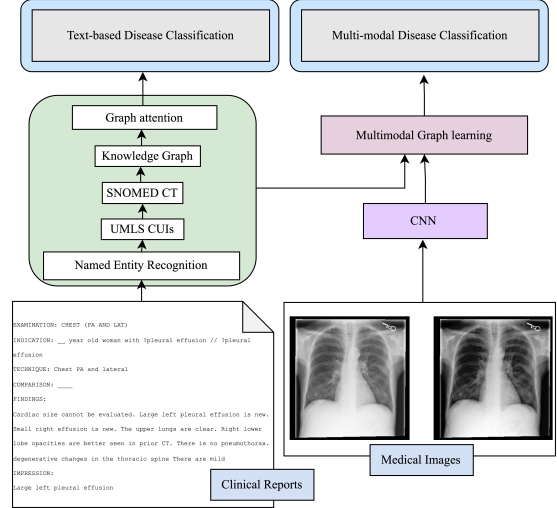 Text-based Disease Classification
Multi-modal Disease Classification
Graph attention
Knowledge Graph
SNOMED CT
UMLS CUIs
Named Entity Recognition
Multimodal Graph learning
CNN
EXAMINATION: CHEST (PA AND LAT)
INDICATION: __ year old woman with ?pleural effusion // ?pleural
effusion
TECHNIQUE: Chest PA and lateral
COMPARISON: ____
FINDINGS:
Cardiac size cannot be evaluated. Large left pleural effusion is new.
Small right effusion is new. The upper lungs are clear. Right lower
lobe opacities are better seen in prior CT. There is no pneumothorax.
degenerative changes in the thoracic spine There are mild
IMPRESSION:
Large left pleural effusion
Clinical Reports
Medical Images